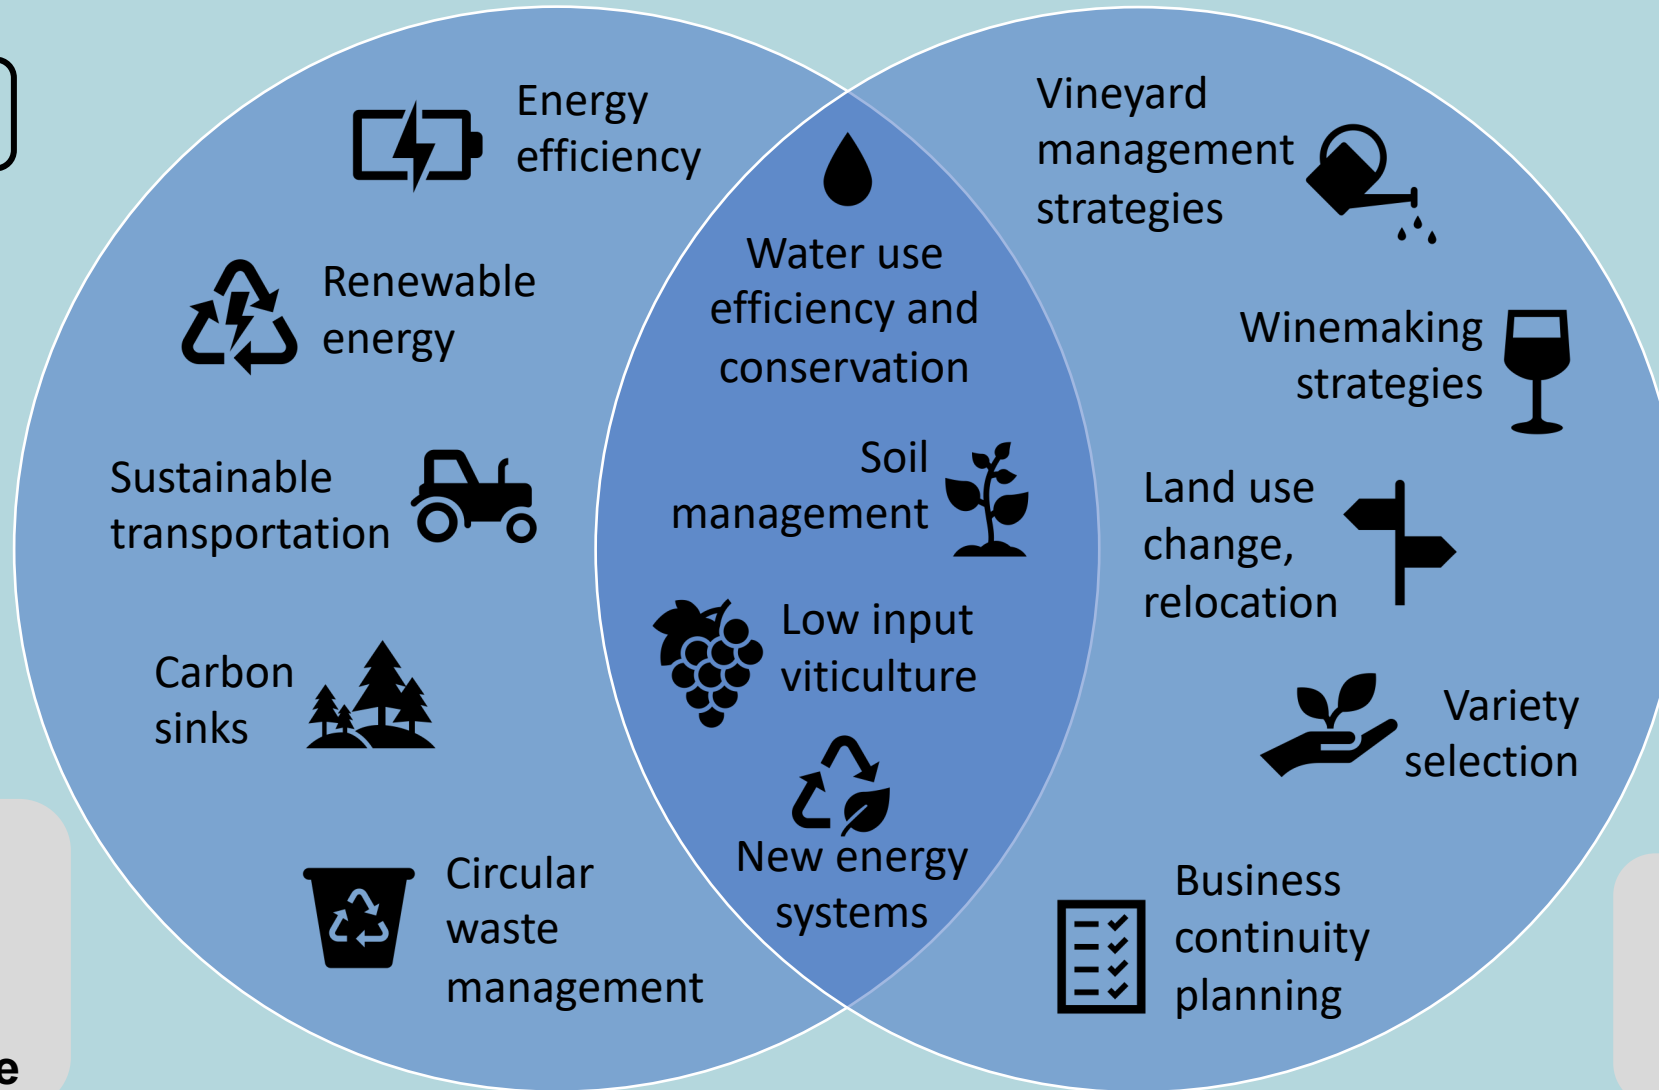 Energy
efficiency
Renewable
energy
Sustainable
transportation
Carbon
sinks
Circular
waste
management
Water use
efficiency and
conservation
Soil
management
Low input
viticulture
New energy
systems
Vineyard
management
strategies
Winemaking
strategies
Land use
change,
relocation
Variety
selection
Business
continuity
planning
e